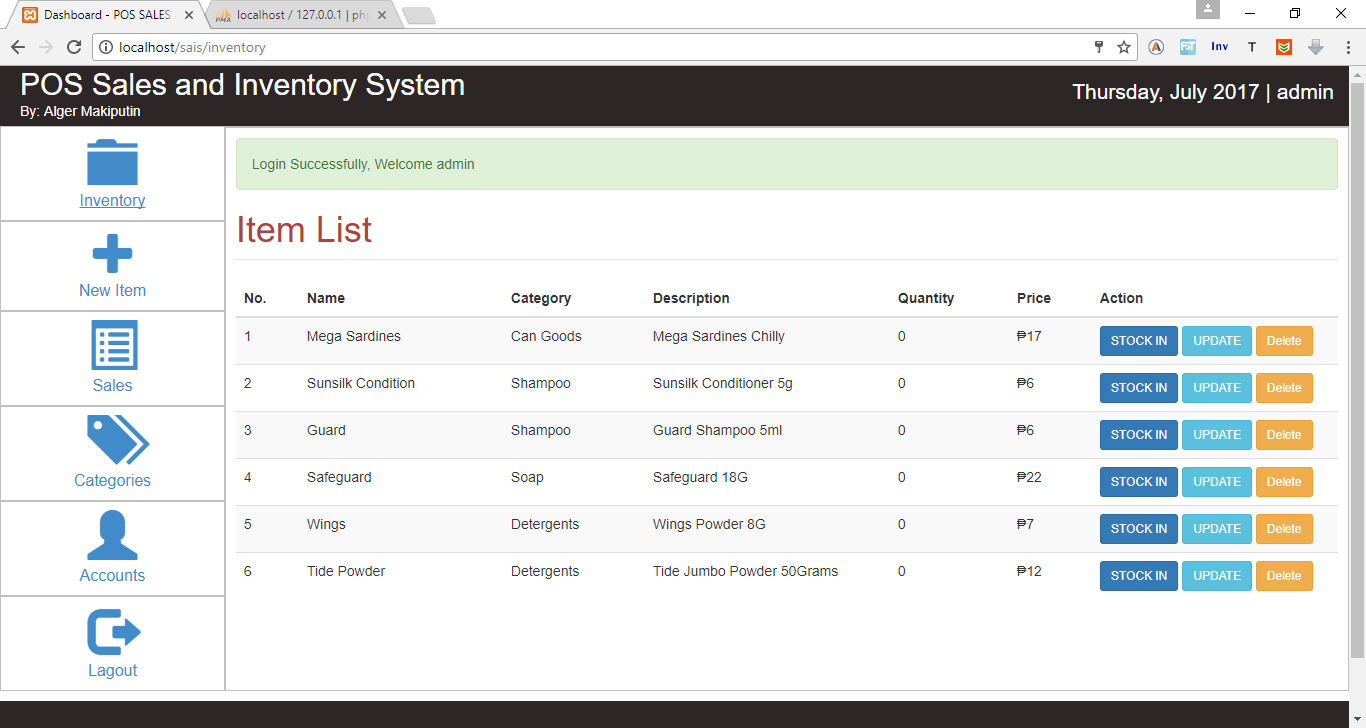 Dashboard - POS SALES
localhost / 127.0.0.1 | ph
localhost/sais/inventory
Inv
T
POS Sales and Inventory System
By: Alger Makiputin
Thursday, July 2017 | admin
Inventory
New Item
Sales
Categories
Accounts
Lagout
Login Successfully, Welcome admin
Item List
No. Name Category Description Quantity Price Action
1 Mega Sardines Can Goods Mega Sardines Chilly 0 ₱17 STOCK IN UPDATE Delete
2 Sunsilk Condition Shampoo Sunsilk Conditioner 5g 0 ₱6 STOCK IN UPDATE Delete
3 Guard Shampoo Guard Shampoo 5ml 0 ₱6 STOCK IN UPDATE Delete
4 Safeguard Soap Safeguard 18G 0 ₱22 STOCK IN UPDATE Delete
5 Wings Detergents Wings Powder 8G 0 ₱7 STOCK IN UPDATE Delete
6 Tide Powder Detergents Tide Jumbo Powder 50Grams 0 ₱12 STOCK IN UPDATE Delete